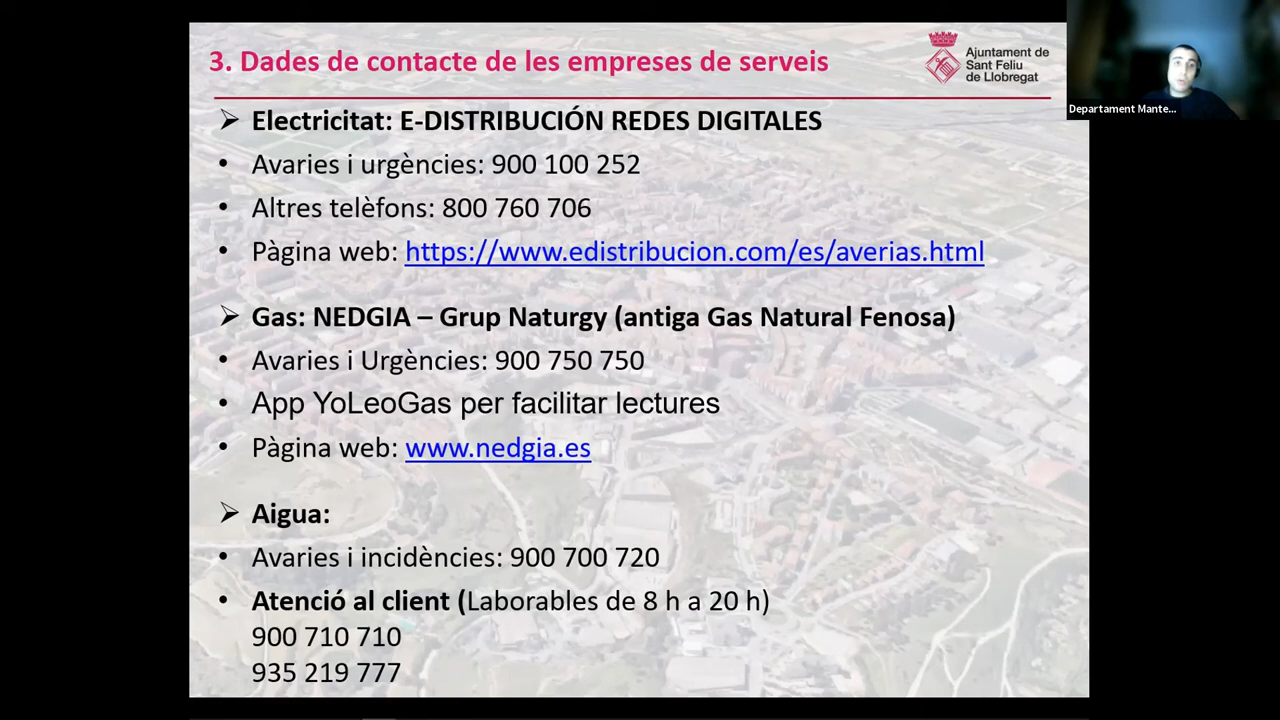 3. Dades de contacte de les empreses de serveis
Ajuntament de
Sant Feliu
de Llobregat
Departament Mante...
➢ Electricitat: E-DISTRIBUCIÓN REDES DIGITALES
• Avaries i urgències: 900 100 252
• Altres telèfons: 800 760 706
• Pàgina web: https://www.edistribucion.com/es/averias.html
➢ Gas: NEDGIA – Grup Naturgy (antiga Gas Natural Fenosa)
• Avaries i Urgències: 900 750 750
• App YoLeoGas per facilitar lectures
• Pàgina web: www.nedgia.es
➢ Aigua:
• Avaries i incidències: 900 700 720
• Atenció al client (Laborables de 8 h a 20 h)
900 710 710
935 219 777